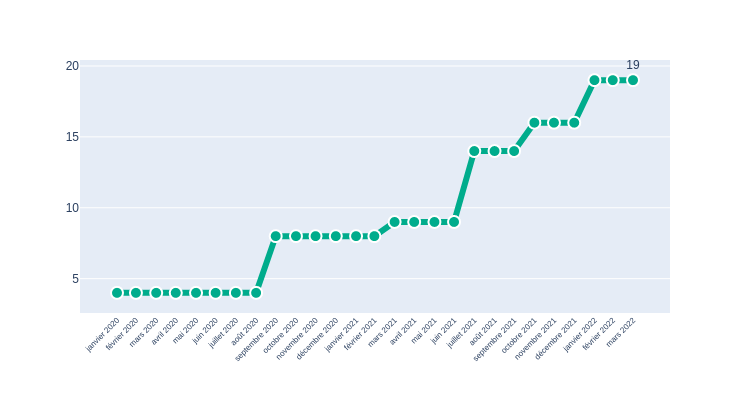 20
19
15
10
5
janvier 2020
février 2020
mars 2020
avril 2020
mai 2020
juin 2020
juillet 2020
août 2020
septembre 2020
octobre 2020
novembre 2020
décembre 2020
janvier 2021
février 2021
mars 2021
avril 2021
mai 2021
juin 2021
juillet 2021
août 2021
septembre 2021
octobre 2021
novembre 2021
décembre 2021
janvier 2022
février 2022
mars 2022